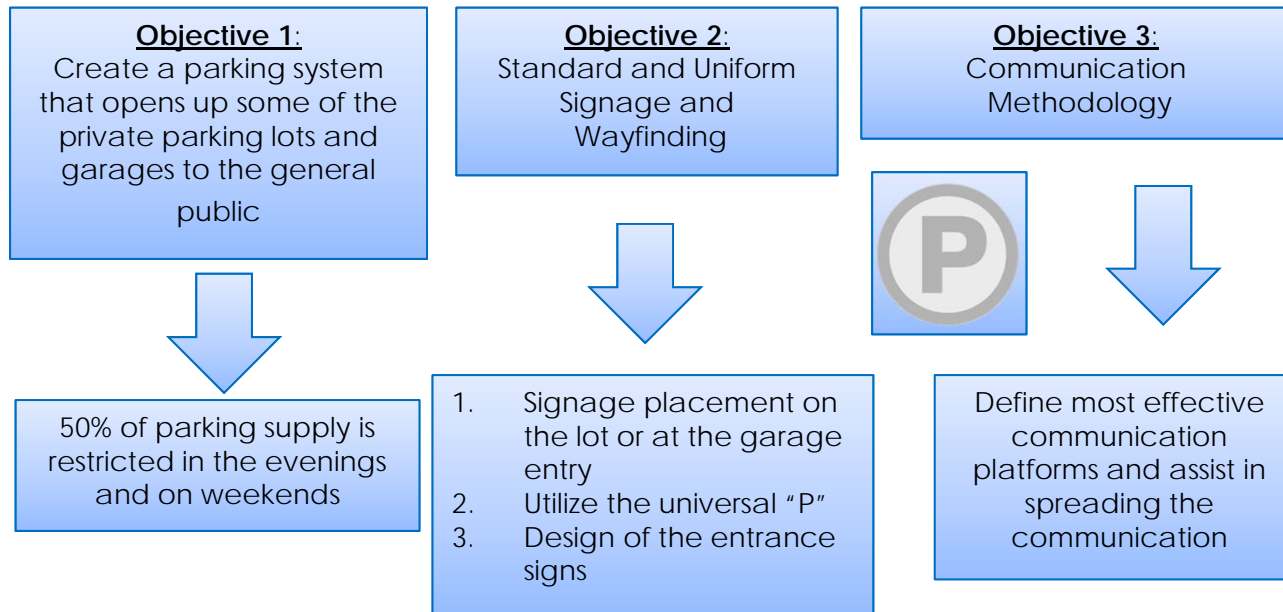 Objective 1:
Create a parking system
that opens up some of the
private parking lots and
garages to the general
public
50% of parking supply is
restricted in the evenings
and on weekends
Objective 2:
Standard and Uniform
Signage and
Wayfinding
1. Signage placement on
the lot or at the garage
entry
2. Utilize the universal “P”
3. Design of the entrance
signs
Objective 3:
Communication
Methodology
P
Define most effective
communication
platforms and assist in
spreading the
communication